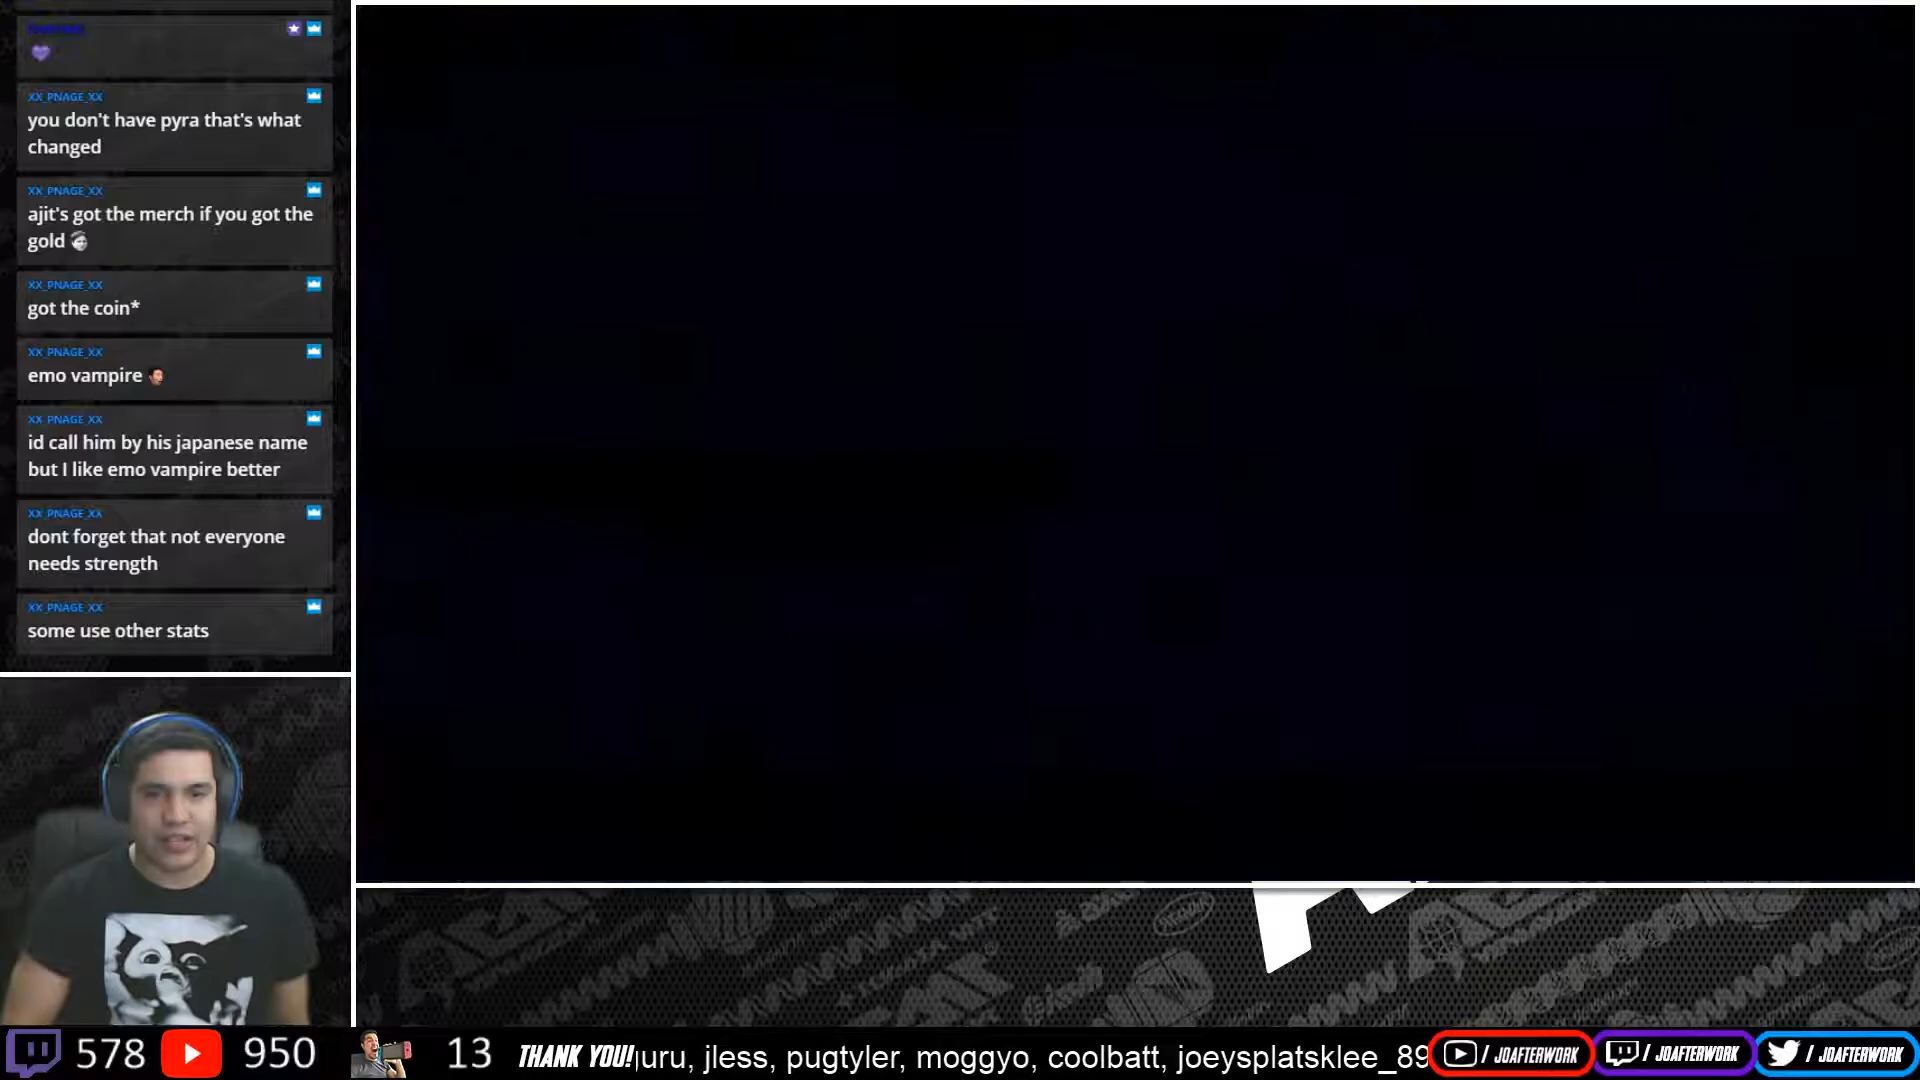 XX_PNAGE_XX
you don't have pyra that's what
changed
XX_PNAGE_XX
ajit's got the merch if you got the
gold
XX_PNAGE_XX
got the coin*
XX_PNAGE_XX
emo vampire
XX_PNAGE_XX
id call him by his japanese name
but I like emo vampire better
XX_PNAGE_XX
dont forget that not everyone
needs strength
XX_PNAGE_XX
some use other stats
578 950 13 THANK YOU! uru, jless, pugtyler, moggyo, coolbatt, joeysplatsklee_89 / JOAFTERWORK / JOAFTERWORK / JOAFTERWORK